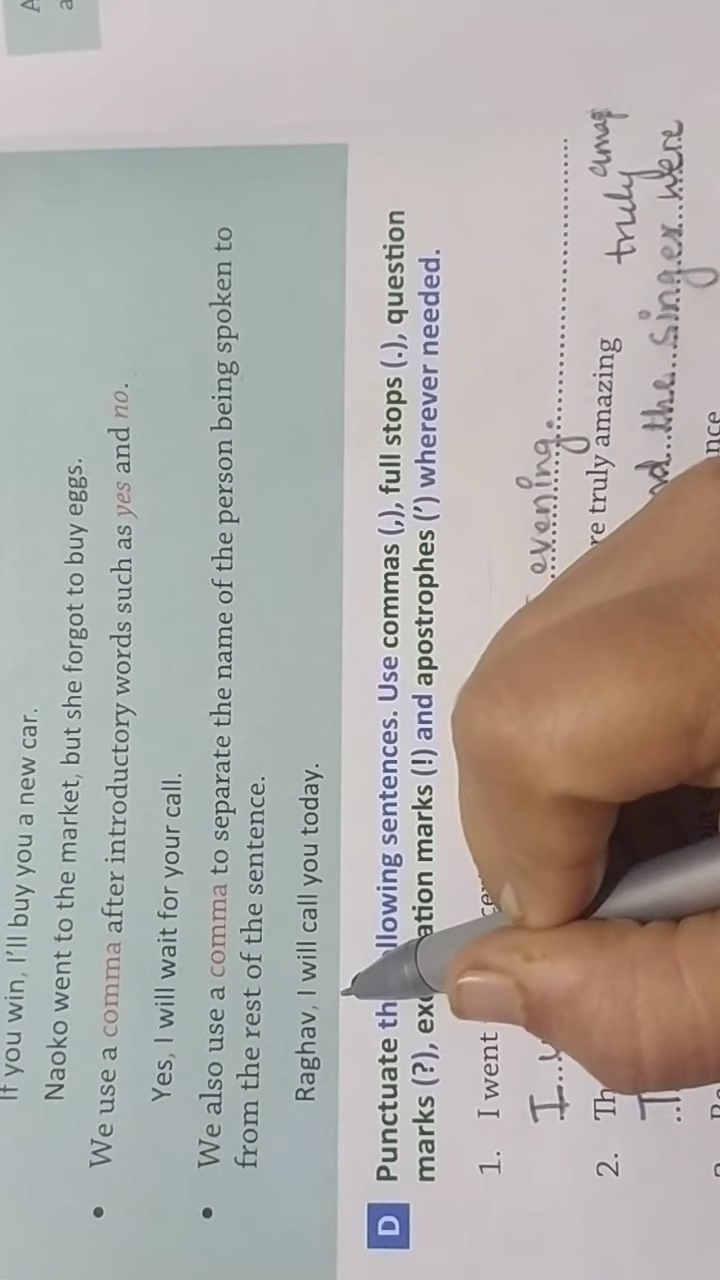 A
a
If you win, I'll buy you a new car.
Naoko went to the market, but she forgot to buy eggs.
• We use a comma after introductory words such as yes and no.
Yes, I will wait for your call.
• We also use a comma to separate the name of the person being spoken to
from the rest of the sentence.
Raghav, I will call you today.
D Punctuate llowing sentences. Use commas (,), full stops (.), question
marks (?), ation marks (!) and apostrophes (’) wherever needed.
1. I went
I evening.
2. Th re truly amazing truly
T nd the singer were
nce